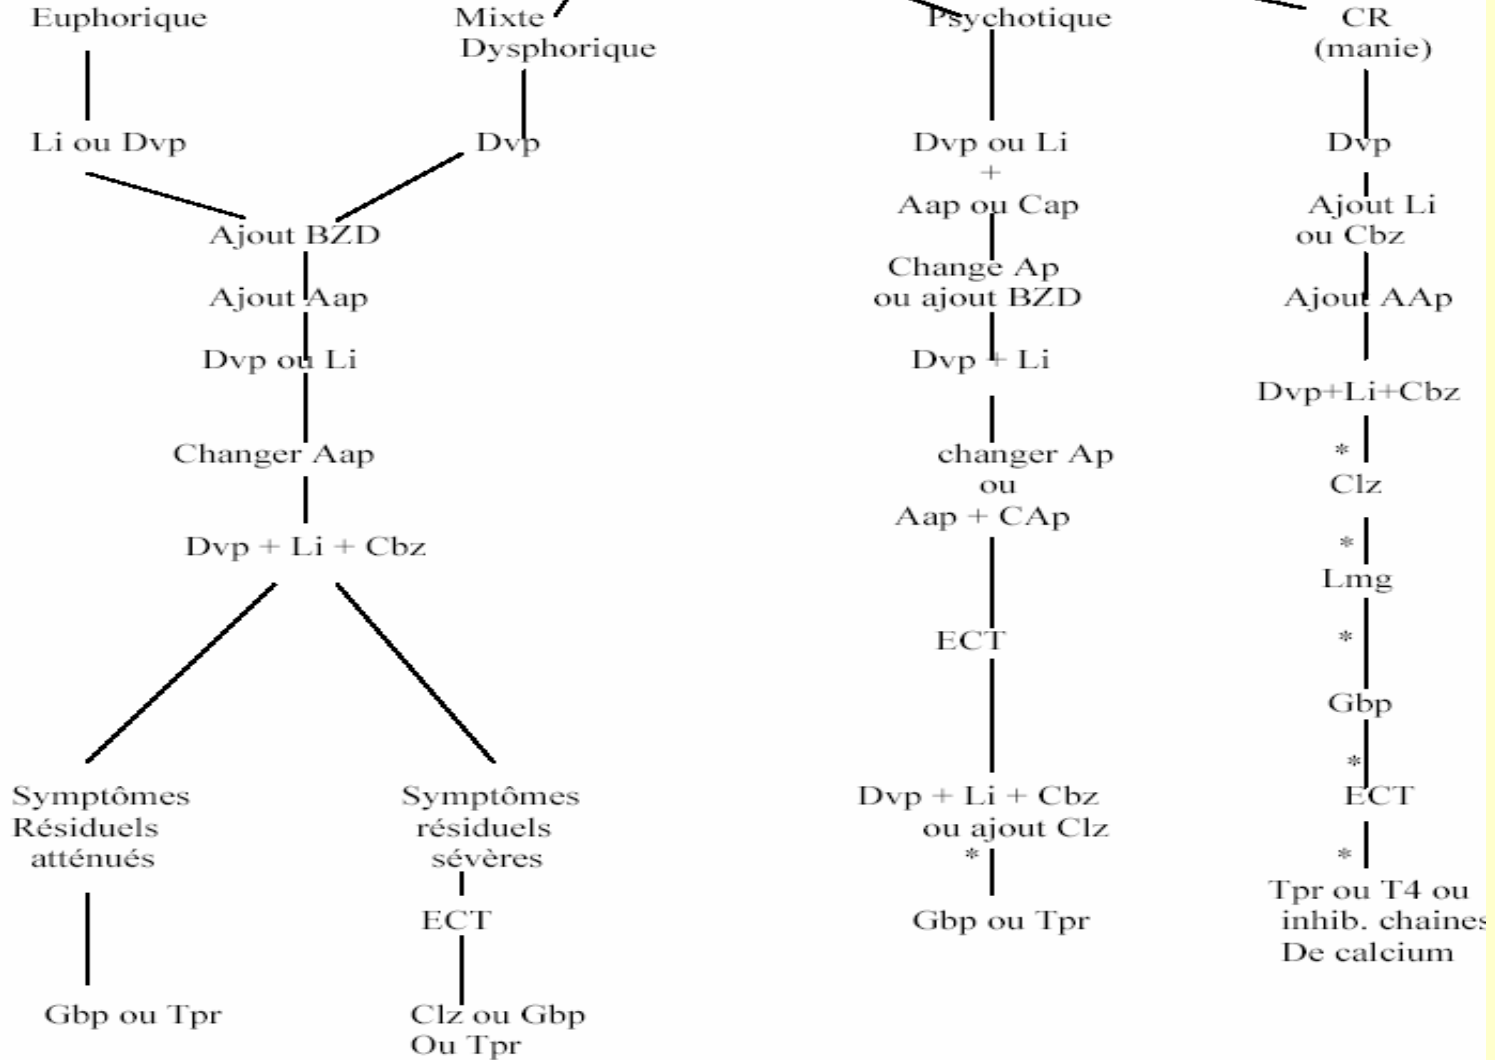 Euphorique
Mixte
Dysphorique
Li ou Dvp
Dvp
Ajout BZD
Ajout Aap
Dvp ou Li
Changer Aap
Dvp + Li + Cbz
Symptômes
Résiduels
atténués
Gbp ou Tpr
Symptômes
résiduels
sévères
ECT
Clz ou Gbp
Ou Tpr
Psychotique
Dvp ou Li
+
Aap ou Cap
Change Ap
ou ajout BZD
Dvp + Li
changer Ap
ou
Aap + CAp
ECT
Dvp + Li + Cbz
ou ajout Clz
*
Gbp ou Tpr
CR
(manie)
Dvp
Ajout Li
ou Cbz
Ajout AAp
Dvp+Li+Cbz
*
Clz
*
Lmg
*
Gbp
*
ECT
*
Tpr ou T4 ou
inhib. chaines
De calcium